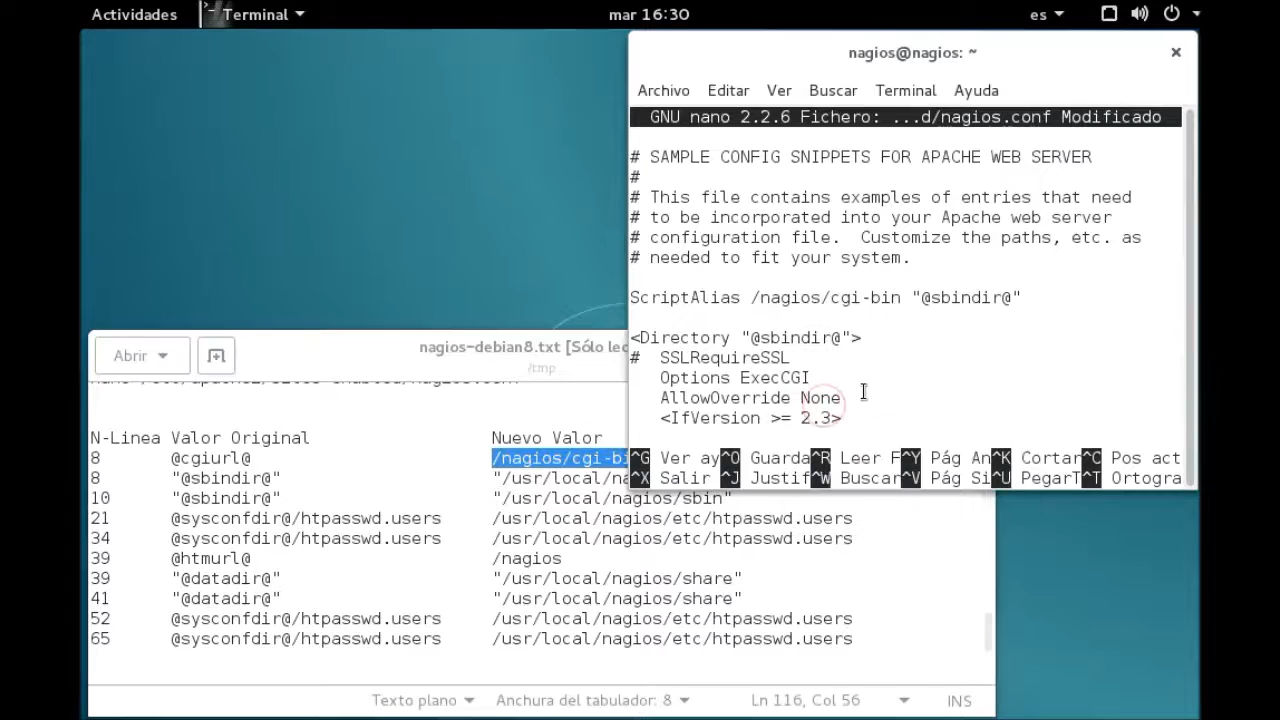 Actividades
Terminal
mar 16:30
es
nagios@nagios: ~
Archivo Editar Ver Buscar Terminal Ayuda
GNU nano 2.2.6 Fichero: ...d/nagios.conf Modificado
# SAMPLE CONFIG SNIPPETS FOR APACHE WEB SERVER
#
# This file contains examples of entries that need
# to be incorporated into your Apache web server
# configuration file.  Customize the paths, etc. as
# needed to fit your system.
ScriptAlias /nagios/cgi-bin "@sbindir@"
<Directory "@sbindir@">
#  SSLRequireSSL
Options ExecCGI
AllowOverride None
<IfVersion >= 2.3>
^G Ver ay^O Guarda^R Leer F^Y Pág An^K Cortar^C Pos act
^X Salir ^J Justif^W Buscar^V Pág Si^U PegarT^T Ortogra
Abrir
nagios-debian8.txt [Sólo lec
/tmp
N-Linea Valor Original Nuevo Valor
8 @cgiurl@ /nagios/cgi-bi
8 "@sbindir@" "/usr/local/na
10 "@sbindir@" "/usr/local/nagios/sbin"
21 @sysconfdir@/htpasswd.users /usr/local/nagios/etc/htpasswd.users
34 @sysconfdir@/htpasswd.users /usr/local/nagios/etc/htpasswd.users
39 @htmurl@ /nagios
39 "@datadir@" "/usr/local/nagios/share"
41 "@datadir@" "/usr/local/nagios/share"
52 @sysconfdir@/htpasswd.users /usr/local/nagios/etc/htpasswd.users
65 @sysconfdir@/htpasswd.users /usr/local/nagios/etc/htpasswd.users
Texto plano Anchura del tabulador: 8 Ln 116, Col 56 INS